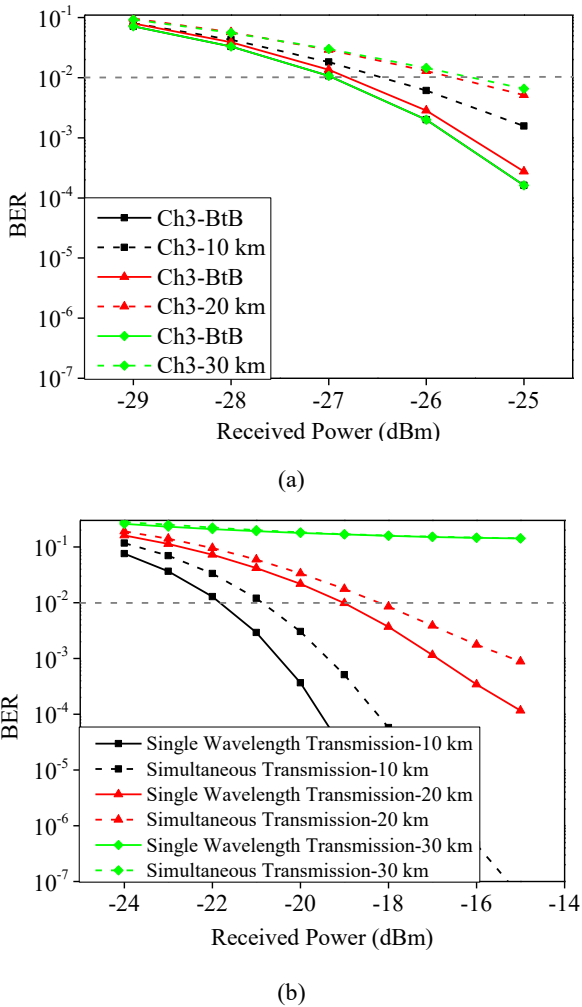 10⁻¹
10⁻²
10⁻³
10⁻⁴
10⁻⁵
10⁻⁶
10⁻⁷
BER
Ch3-BtB
Ch3-10 km
Ch3-BtB
Ch3-20 km
Ch3-BtB
Ch3-30 km
-29 -28 -27 -26 -25
Received Power (dBm)
(a)
10⁻¹
10⁻²
10⁻³
10⁻⁴
10⁻⁵
10⁻⁶
10⁻⁷
BER
Single Wavelength Transmission-10 km
Simultaneous Transmission-10 km
Single Wavelength Transmission-20 km
Simultaneous Transmission-20 km
Single Wavelength Transmission-30 km
Simultaneous Transmission-30 km
-24 -22 -20 -18 -16 -14
Received Power (dBm)
(b)